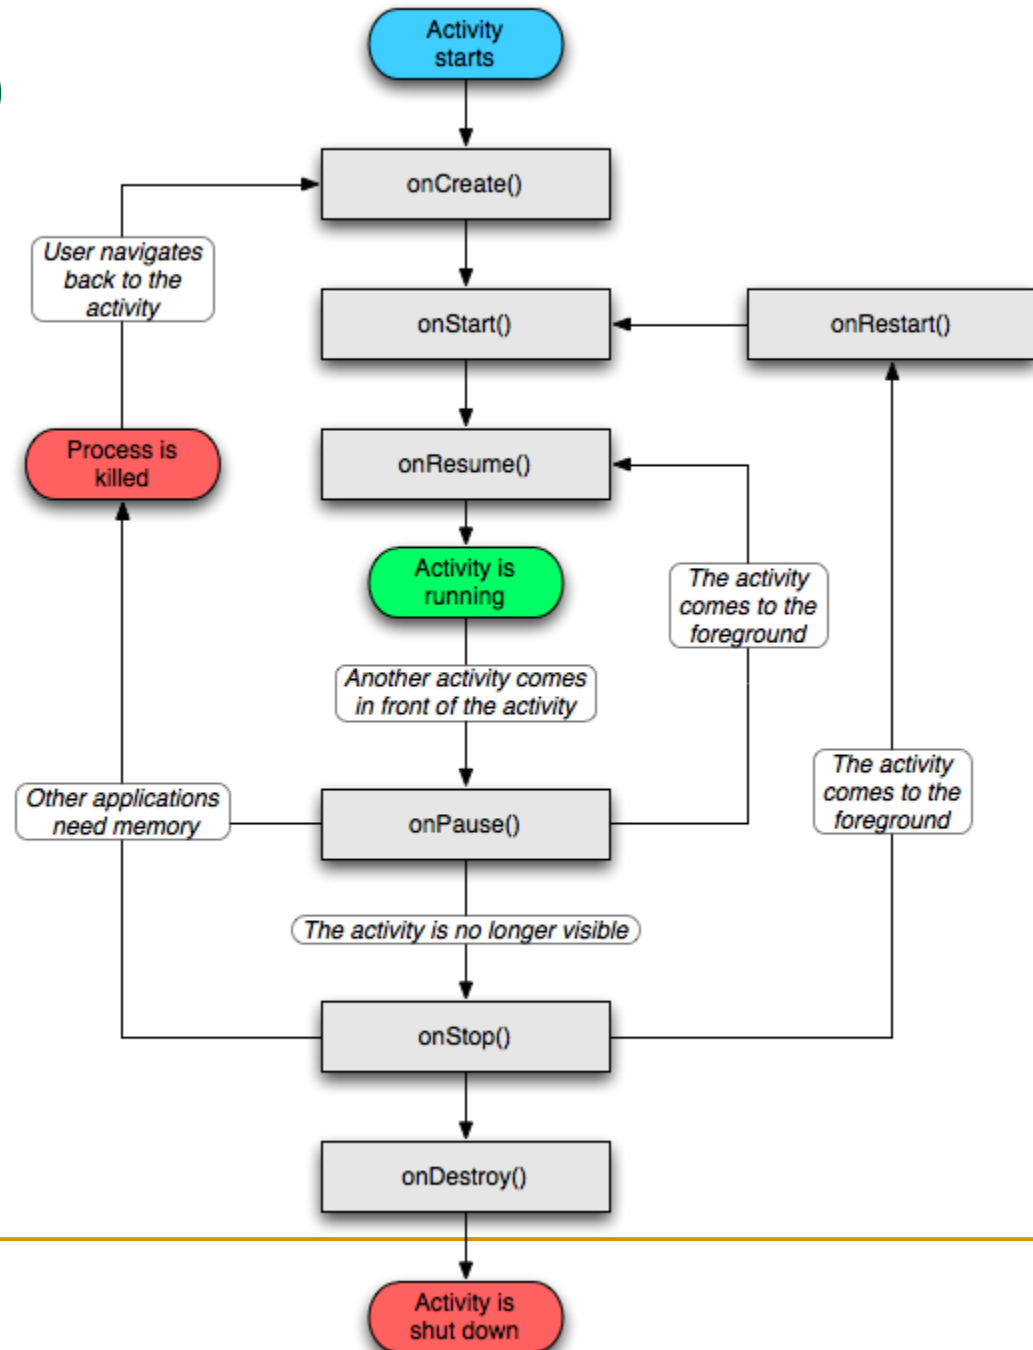 Activity
starts
onCreate()
User navigates
back to the
activity
onStart()
onRestart()
Process is
killed
onResume()
Activity is
running
The activity
comes to the
foreground
Another activity comes
in front of the activity
The activity
comes to the
foreground
Other applications
need memory
onPause()
The activity is no longer visible
onStop()
onDestroy()
Activity is
shut down